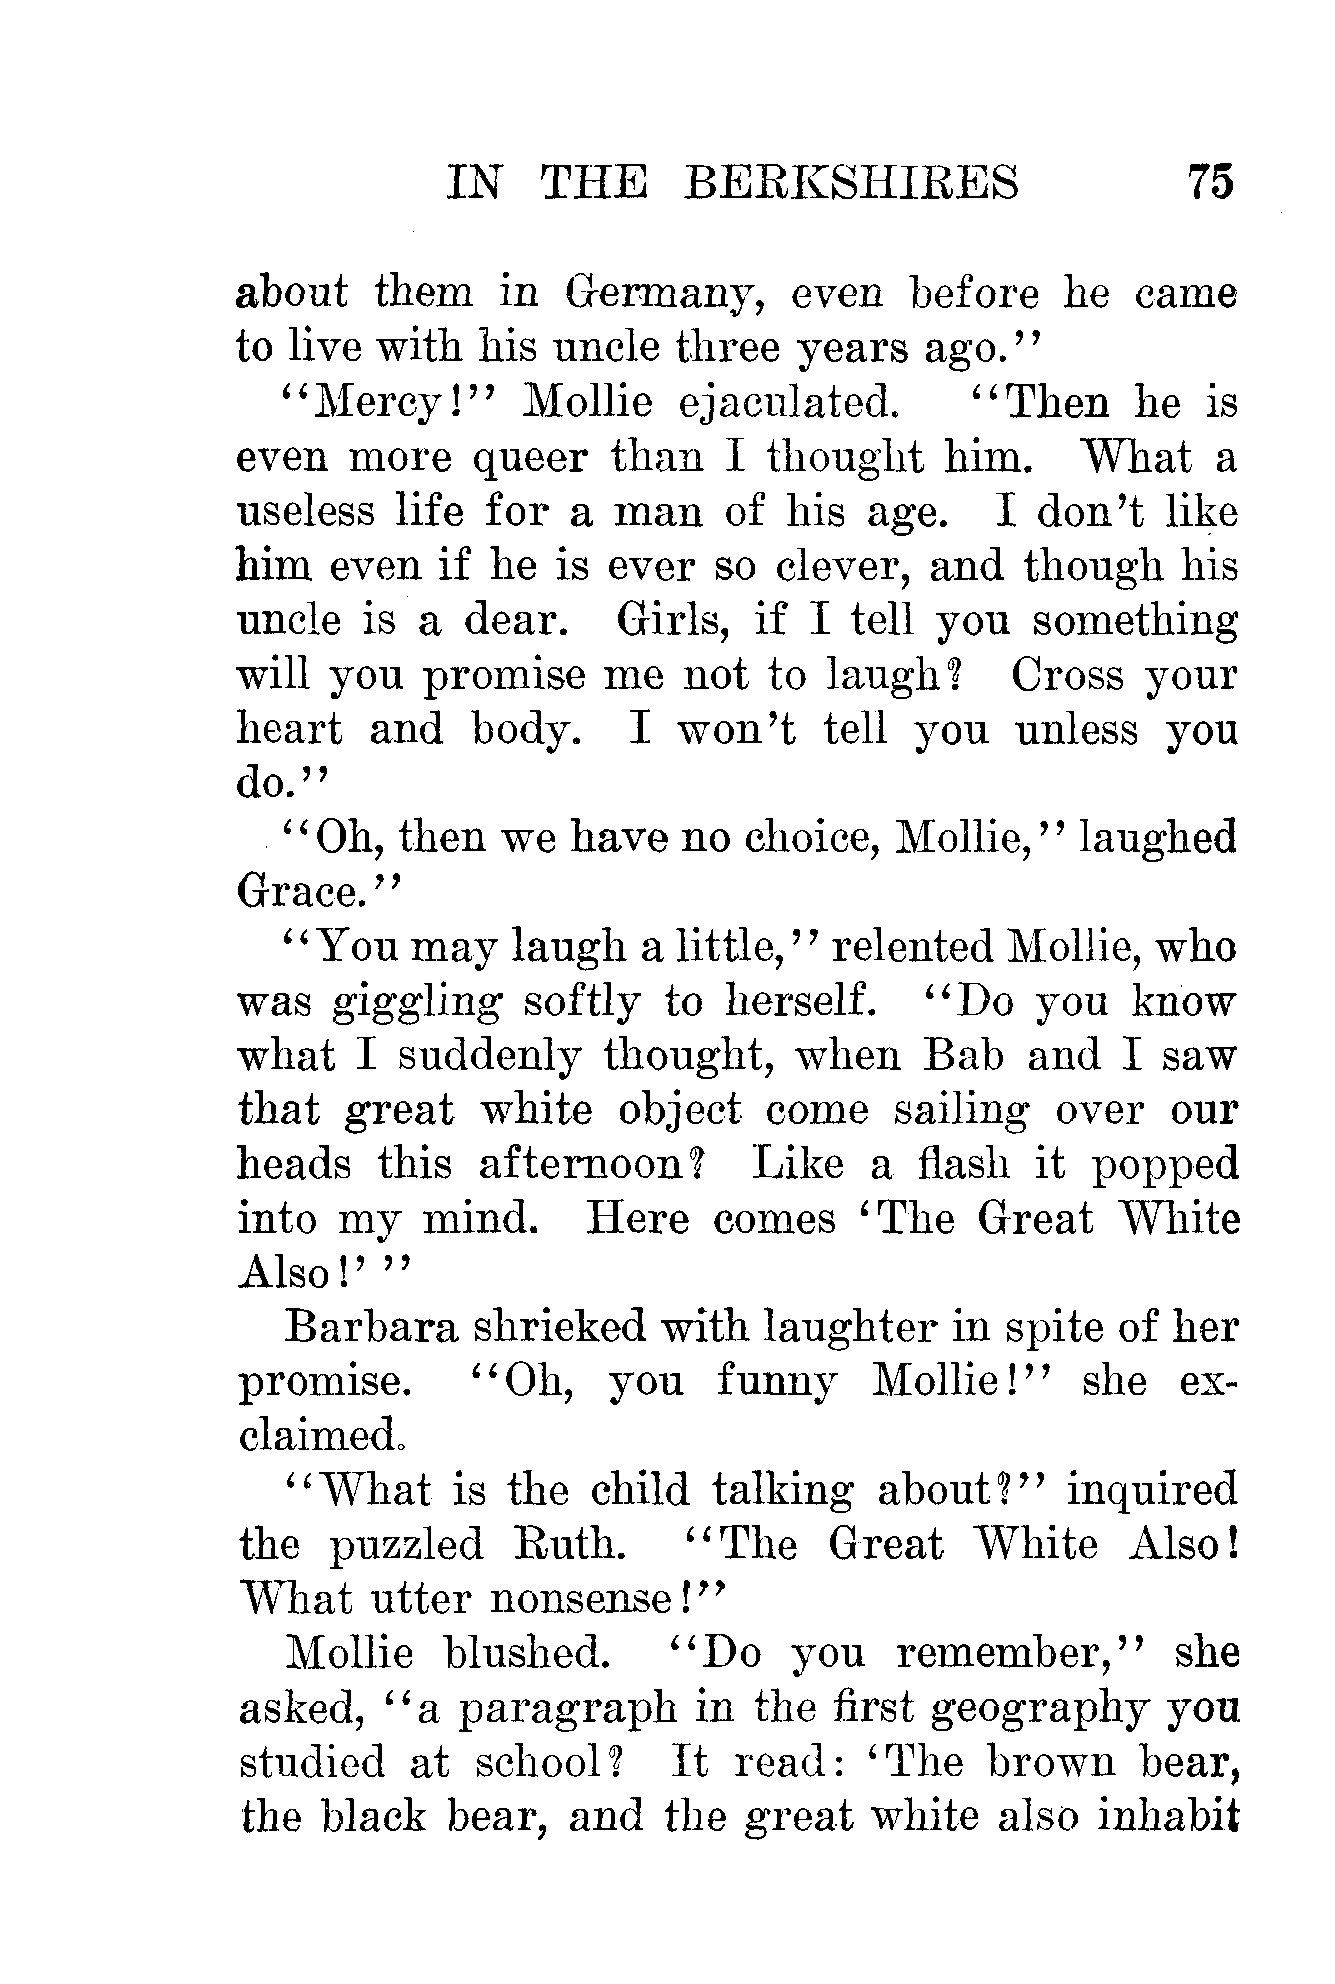 IN THE BERKSHIRES 75
about them in Germany, even before he came
to live with his uncle three years ago.''
“Mercy!” Mollie ejaculated. “Then he is
even more queer than I thought him. What a
useless life for a man of his age. I don’t like
him even if he is ever so clever, and though his
uncle is a dear. Girls, if I tell you something
will you promise me not to laugh? Cross your
heart and body. I won’t tell you unless you
do.”
“Oh, then we have no choice, Mollie,” laughed
Grace.”
“You may laugh a little,” relented Mollie, who
was giggling softly to herself. “Do you know
what I suddenly thought, when Bab and I saw
that great white object come sailing over our
heads this afternoon? Like a flash it popped
into my mind. Here comes ‘The Great White
Also!’ ”
Barbara shrieked with laughter in spite of her
promise. “Oh, you funny Mollie!” she ex-
claimed.
“What is the child talking about?” inquired
the puzzled Ruth. “The Great White Also!
What utter nonsense!”
Mollie blushed. “Do you remember,” she
asked, “a paragraph in the first geography you
studied at school? It read: ‘The brown bear,
the black bear, and the great white also inhabit